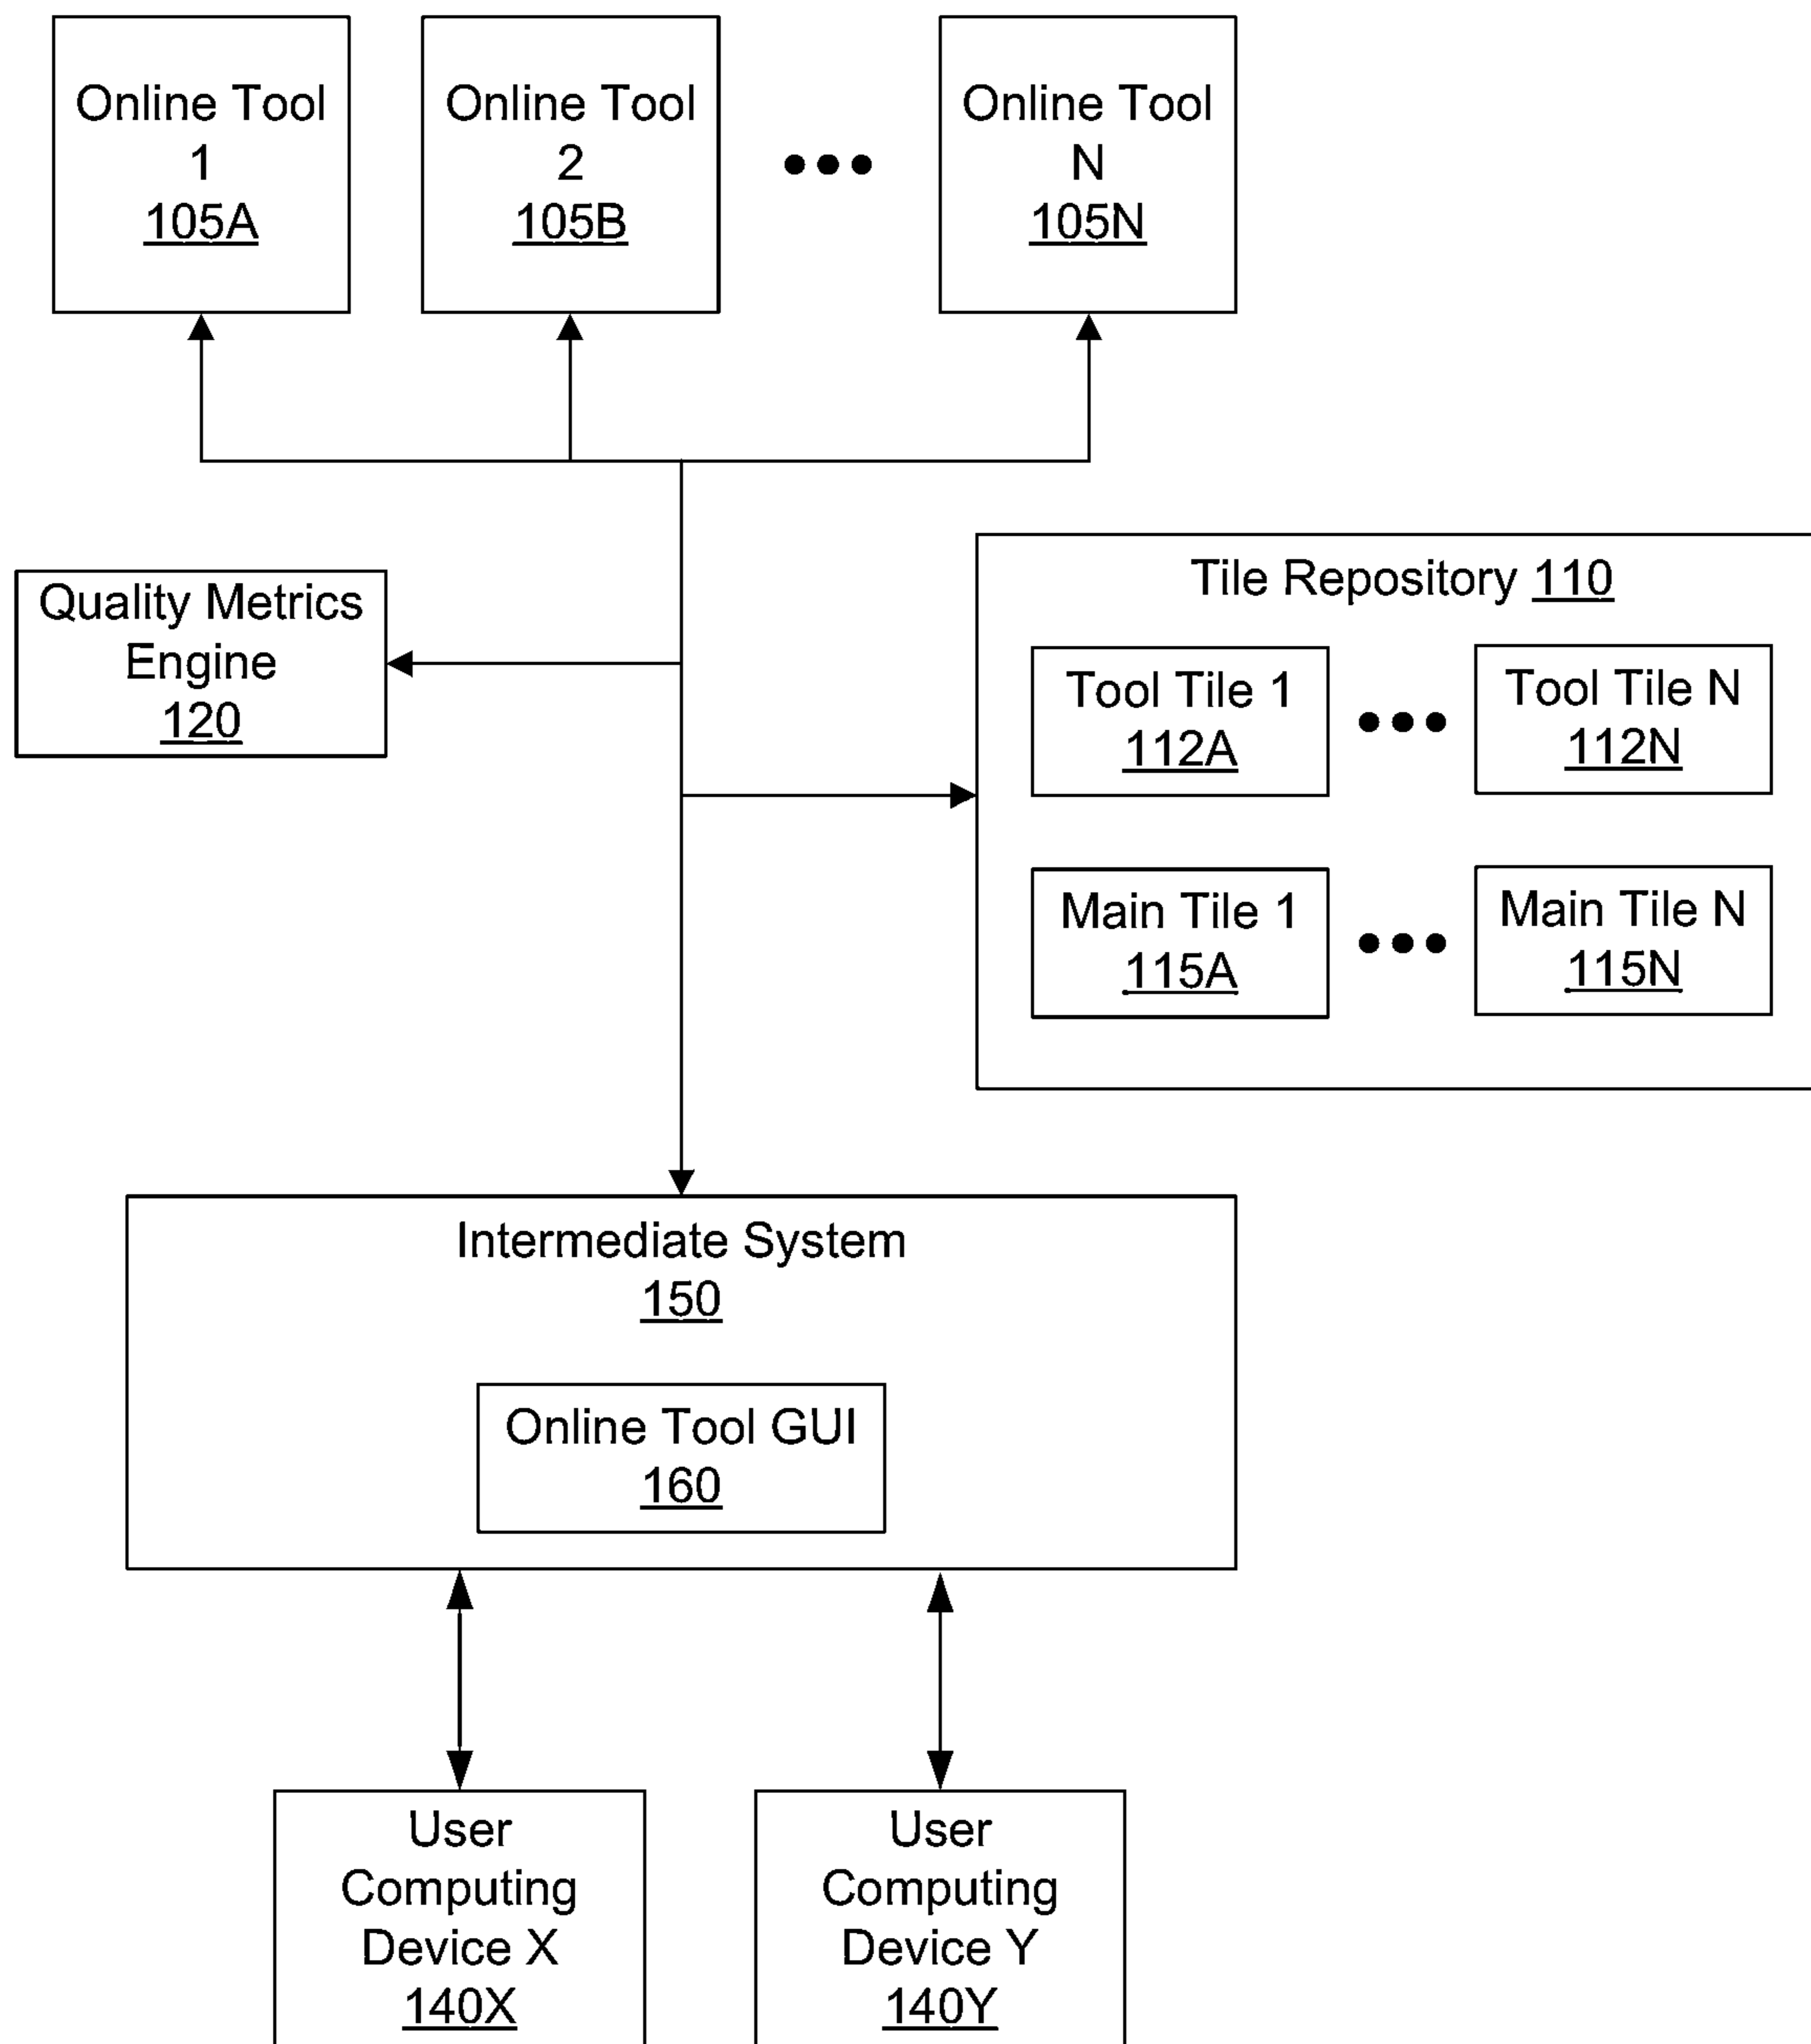 Online Tool
1
105A
Online Tool
2
105B
Online Tool
N
105N
Quality Metrics
Engine
120
Tile Repository 110
Tool Tile 1
112A
Tool Tile N
112N
Main Tile 1
115A
Main Tile N
115N
Intermediate System
150
Online Tool GUI
160
User
Computing
Device X
140X
User
Computing
Device Y
140Y